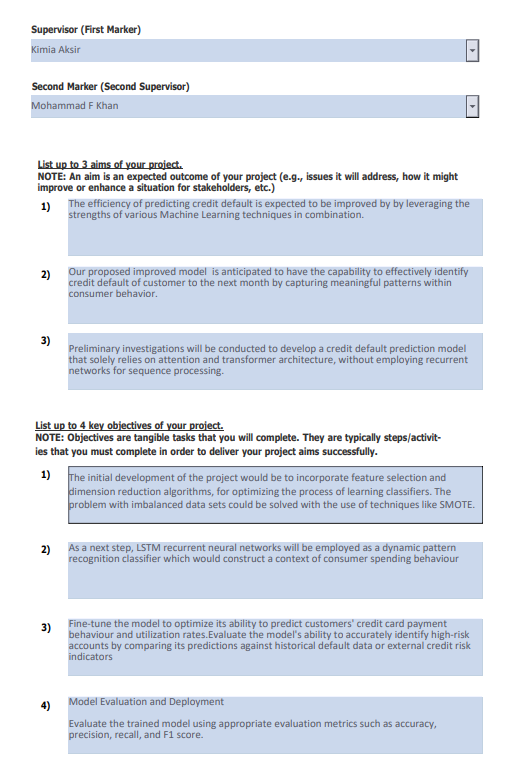 Supervisor (First Marker)
Kimia Aksir
Second Marker (Second Supervisor)
Mohammad F Khan
List up to 3 aims of your project.
NOTE: An aim is an expected outcome of your project (e.g., issues it will address, how it might
improve or enhance a situation for stakeholders, etc.)
1) The efficiency of predicting credit default is expected to be improved by by leveraging the
strengths of various Machine Learning techniques in combination.
2) Our proposed improved model is anticipated to have the capability to effectively identify
credit default of customer to the next month by capturing meaningful patterns within
consumer behavior.
3)
Preliminary investigations will be conducted to develop a credit default prediction model
that solely relies on attention and transformer architecture, without employing recurrent
networks for sequence processing.
List up to 4 key objectives of your project.
NOTE: Objectives are tangible tasks that you will complete. They are typically steps/activit-
ies that you must complete in order to deliver your project aims successfully.
1) The initial development of the project would be to incorporate feature selection and
dimension reduction algorithms, for optimizing the process of learning classifiers. The
problem with imbalanced data sets could be solved with the use of techniques like SMOTE.
2) As a next step, LSTM recurrent neural networks will be employed as a dynamic pattern
recognition classifier which would construct a context of consumer spending behaviour
3) Fine-tune the model to optimize its ability to predict customers' credit card payment
behaviour and utilization rates.Evaluate the model's ability to accurately identify high-risk
accounts by comparing its predictions against historical default data or external credit risk
indicators
4) Model Evaluation and Deployment
Evaluate the trained model using appropriate evaluation metrics such as accuracy,
precision, recall, and F1 score.